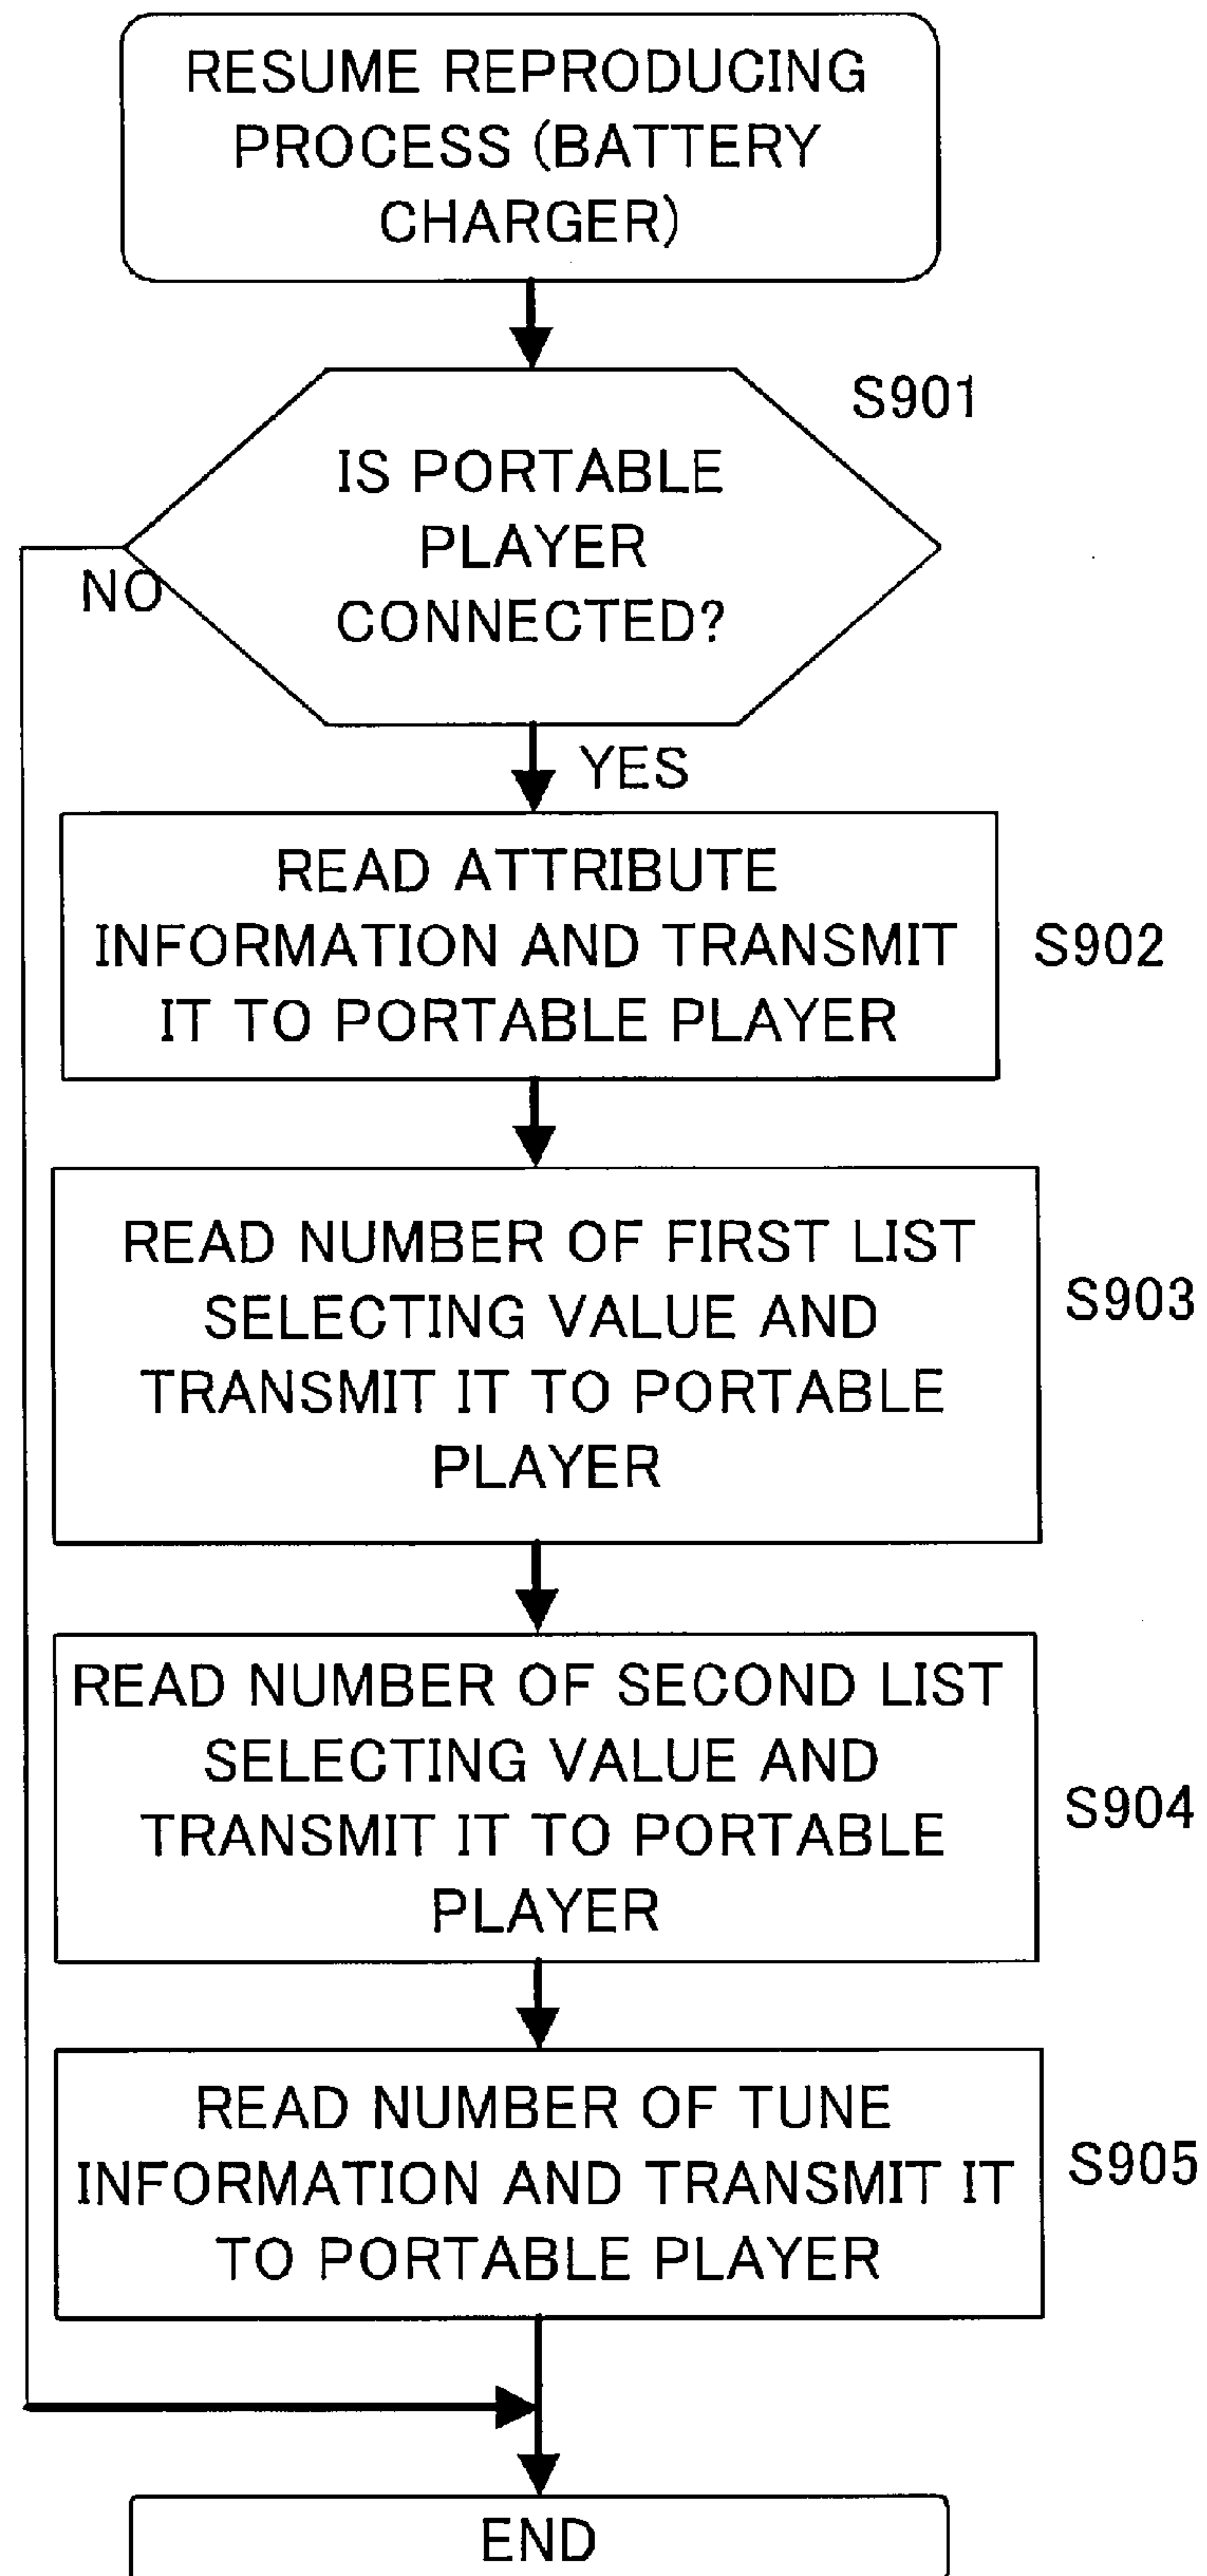 RESUME REPRODUCING
PROCESS (BATTERY
CHARGER)
S901
IS PORTABLE
PLAYER
CONNECTED?
NO
YES
READ ATTRIBUTE
INFORMATION AND TRANSMIT
IT TO PORTABLE PLAYER
S902
READ NUMBER OF FIRST LIST
SELECTING VALUE AND
TRANSMIT IT TO PORTABLE
PLAYER
S903
READ NUMBER OF SECOND LIST
SELECTING VALUE AND
TRANSMIT IT TO PORTABLE
PLAYER
S904
READ NUMBER OF TUNE
INFORMATION AND TRANSMIT IT
TO PORTABLE PLAYER
S905
END